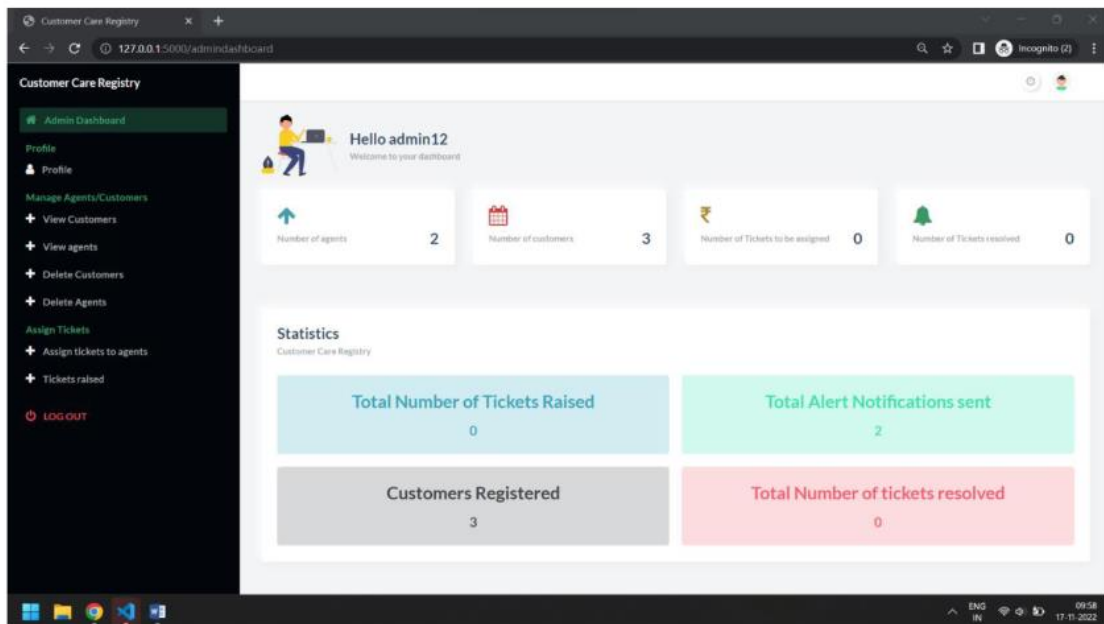 Customer Care Registry
127.0.0.1:5000/admindashboard
Incognito (2)
Customer Care Registry
Admin Dashboard
Profile
Profile
Manage Agents/Customers
View Customers
View agents
Delete Customers
Delete Agents
Assign Tickets
Assign tickets to agents
Tickets raised
LOG OUT
Hello admin12
Welcome to your dashboard
Number of agents 2
Number of customers 3
₹
Number of Tickets to be assigned 0
Number of Tickets resolved 0
Statistics
Customer Care Registry
Total Number of Tickets Raised
0
Total Alert Notifications sent
2
Customers Registered
3
Total Number of tickets resolved
0
ENG
IN
09:58
17-11-2022